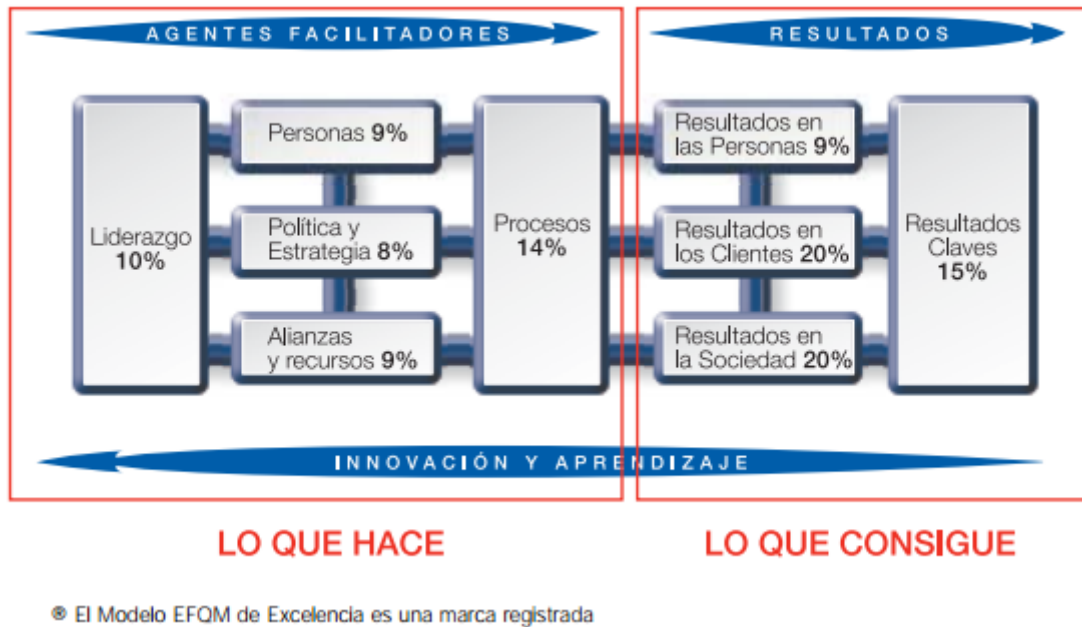 AGENTES FACILITADORES
RESULTADOS
Liderazgo
10%
Personas 9%
Política y
Estrategia 8%
Alianzas
y recursos 9%
Procesos
14%
Resultados en
las Personas 9%
Resultados en
los Clientes 20%
Resultados en
la Sociedad 20%
Resultados
Claves
15%
INNOVACIÓN Y APRENDIZAJE
LO QUE HACE
LO QUE CONSIGUE
® El Modelo EFQM de Excelencia es una marca registrada